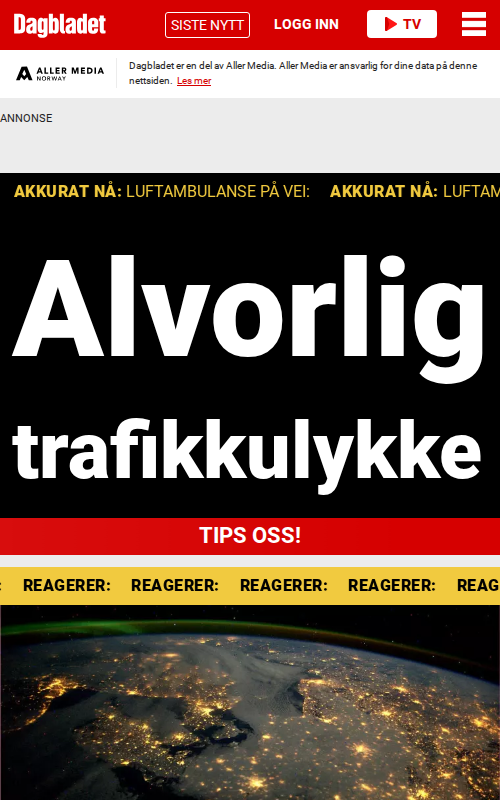 Dagbladet SISTE NYTT LOGG INN TV
ALLER MEDIA
NORWAY
Dagbladet er en del av Aller Media. Aller Media er ansvarlig for dine data på denne
nettsiden. Les mer
ANNONSE
AKKURAT NÅ: LUFTAMBULANSE PÅ VEI: AKKURAT NÅ: LUFTAM
Alvorlig
trafikkulykke
TIPS OSS!
: REAGERER: REAGERER: REAGERER: REAGERER: REAG